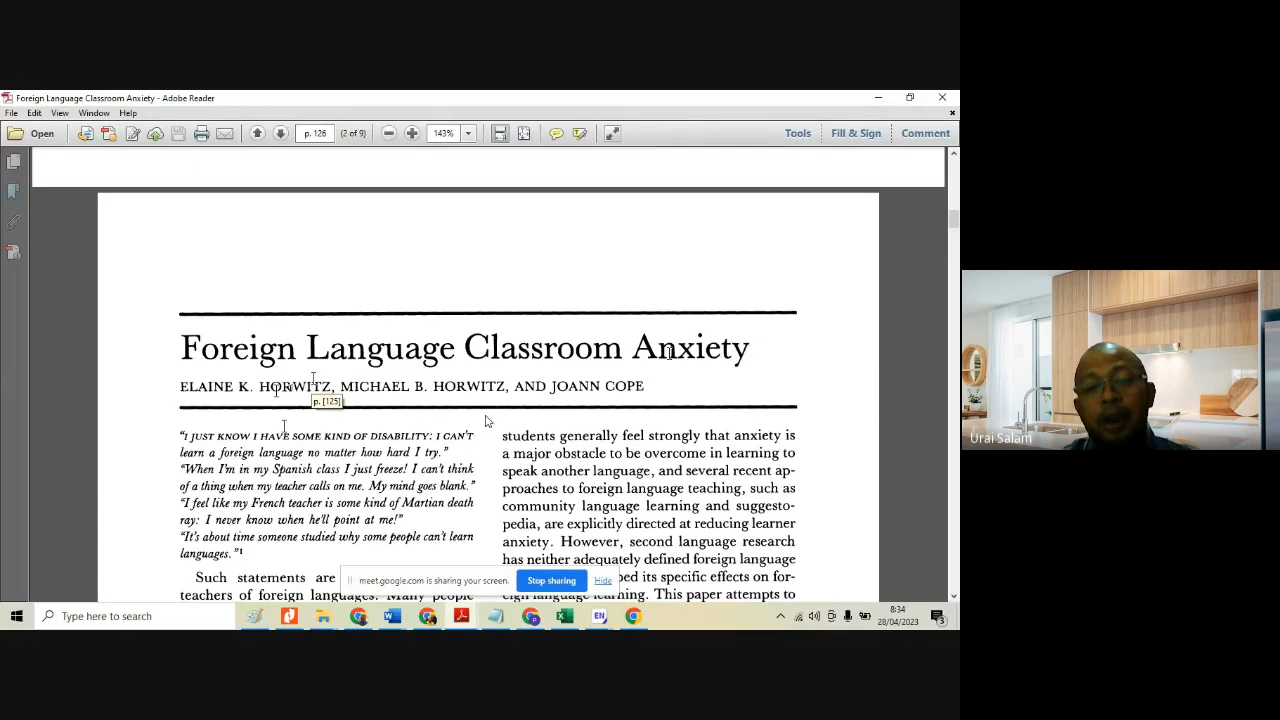 Foreign Language Classroom Anxiety - Adobe Reader
File Edit View Window Help
Open p. 126 (2 of 9) 143% Tools Fill & Sign Comment
Foreign Language Classroom Anxiety
ELAINE K. HORWITZ, MICHAEL B. HORWITZ, AND JOANN COPE
p. [125]
“I JUST KNOW I HAVE SOME KIND OF DISABILITY: I CAN'T
learn a foreign language no matter how hard I try.”
“When I'm in my Spanish class I just freeze! I can't think
of a thing when my teacher calls on me. My mind goes blank.”
“I feel like my French teacher is some kind of Martian death
ray: I never know when he'll point at me!”
“It's about time someone studied why some people can't learn
languages.”1
Such statements are
teachers of foreign languages. Many people
students generally feel strongly that anxiety is
a major obstacle to be overcome in learning to
speak another language, and several recent ap-
proaches to foreign language teaching, such as
community language learning and suggesto-
pedia, are explicitly directed at reducing learner
anxiety. However, second language research
has neither adequately defined foreign language
ped its specific effects on for-
eign language learning. This paper attempts to
meet.google.com is sharing your screen. Stop sharing Hide
Urai Salam
Type here to search
EN
8:34
28/04/2023
3